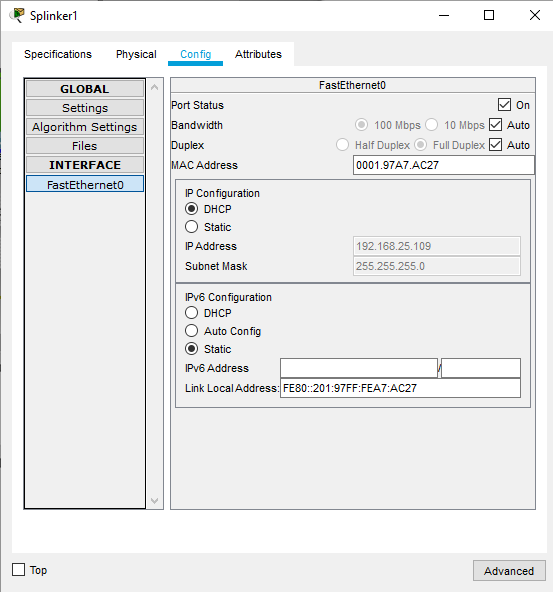 Splinker1
Specifications Physical Config Attributes
GLOBAL
Settings
Algorithm Settings
Files
INTERFACE
FastEthernet0
FastEthernet0
Port Status On
Bandwidth 100 Mbps 10 Mbps Auto
Duplex Half Duplex Full Duplex Auto
MAC Address 0001.97A7.AC27
IP Configuration
DHCP
Static
IP Address 192.168.25.109
Subnet Mask 255.255.255.0
IPv6 Configuration
DHCP
Auto Config
Static
IPv6 Address /
Link Local Address: FE80::201:97FF:FEA7:AC27
Top Advanced